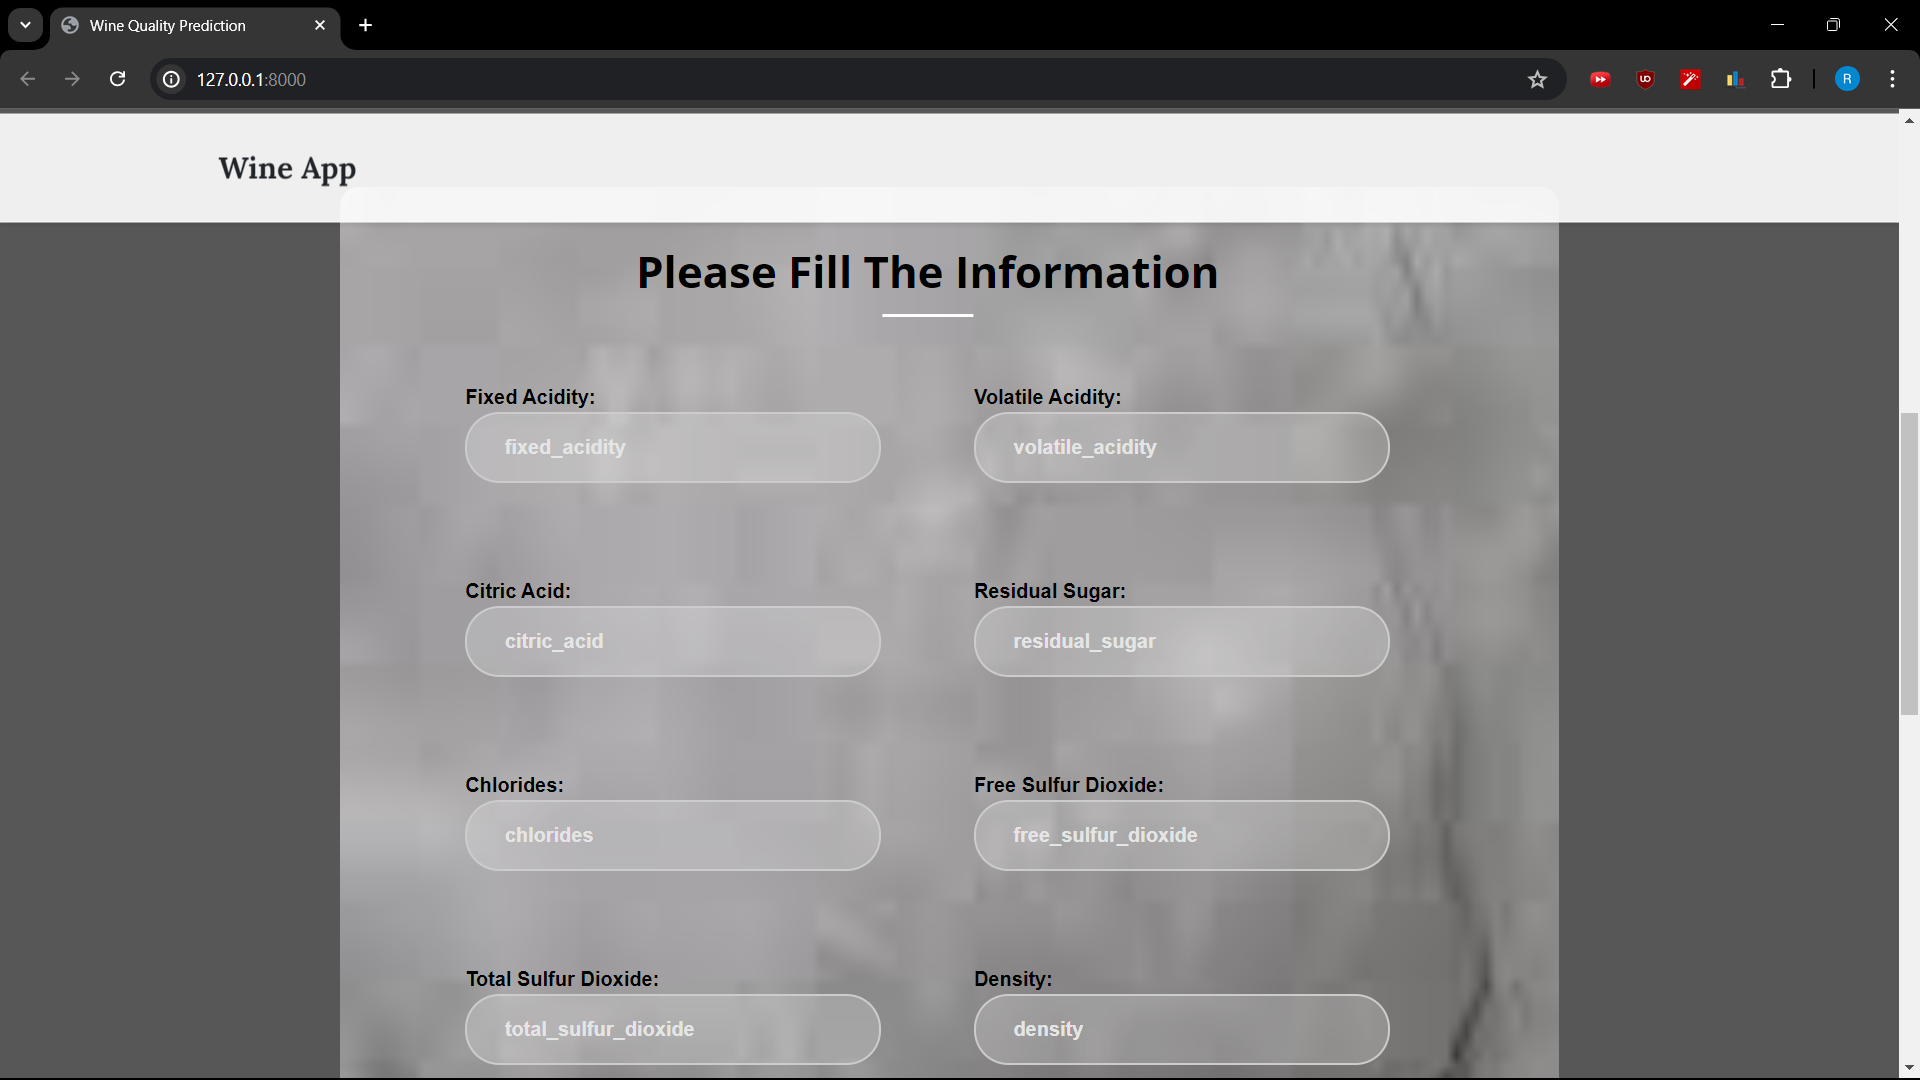 Wine Quality Prediction
127.0.0.1:8000
R
Wine App
Please Fill The Information
Fixed Acidity: Volatile Acidity:
fixed_acidity volatile_acidity
Citric Acid: Residual Sugar:
citric_acid residual_sugar
Chlorides: Free Sulfur Dioxide:
chlorides free_sulfur_dioxide
Total Sulfur Dioxide: Density:
total_sulfur_dioxide density